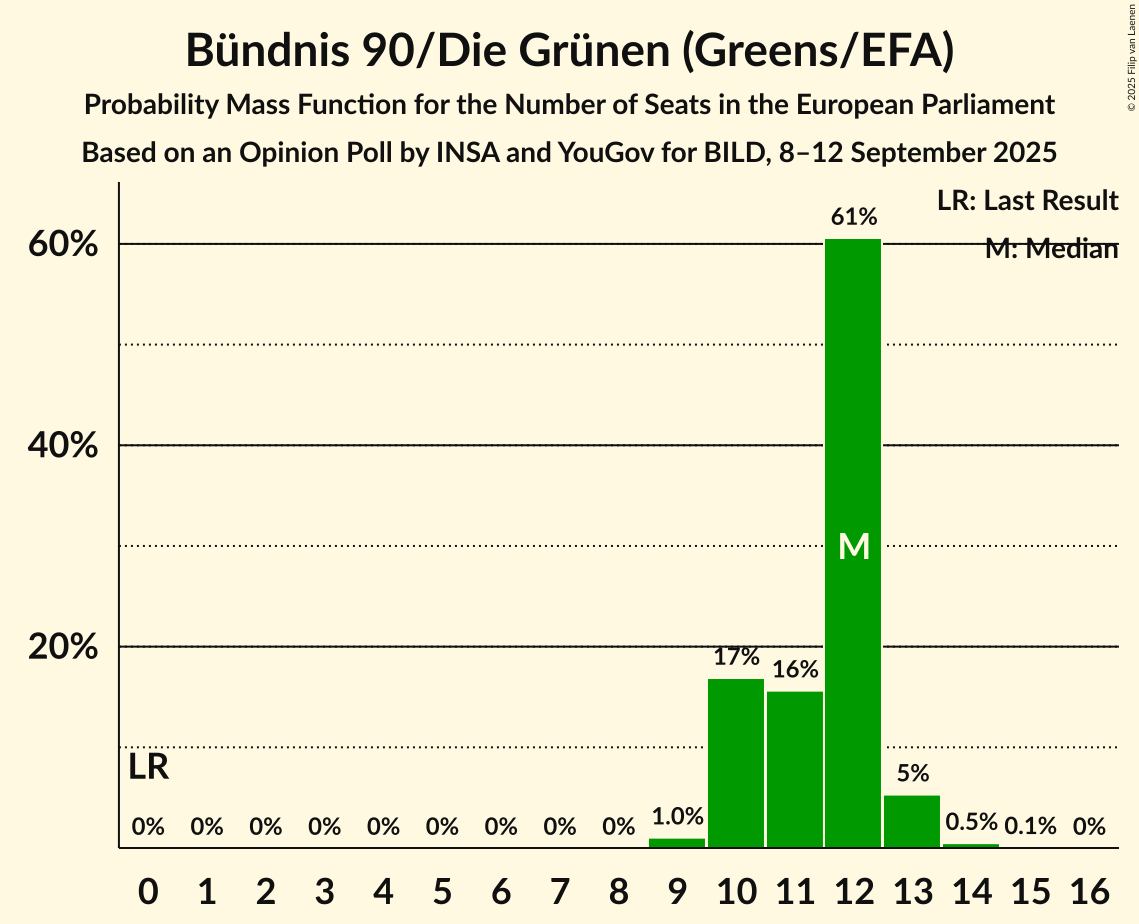 Bündnis 90/Die Grünen (Greens/EFA)
Probability Mass Function for the Number of Seats in the European Parliament
Based on an Opinion Poll by INSA and YouGov for BILD, 8–12 September 2025
© 2025 Filip van Laenen
LR: Last Result
M: Median
61%
60%
40%
M
20%
17%
16%
LR
5%
0% 0% 0% 0% 0% 0% 0% 0% 0% 1.0% 0.5% 0.1% 0%
0 1 2 3 4 5 6 7 8 9 10 11 12 13 14 15 16